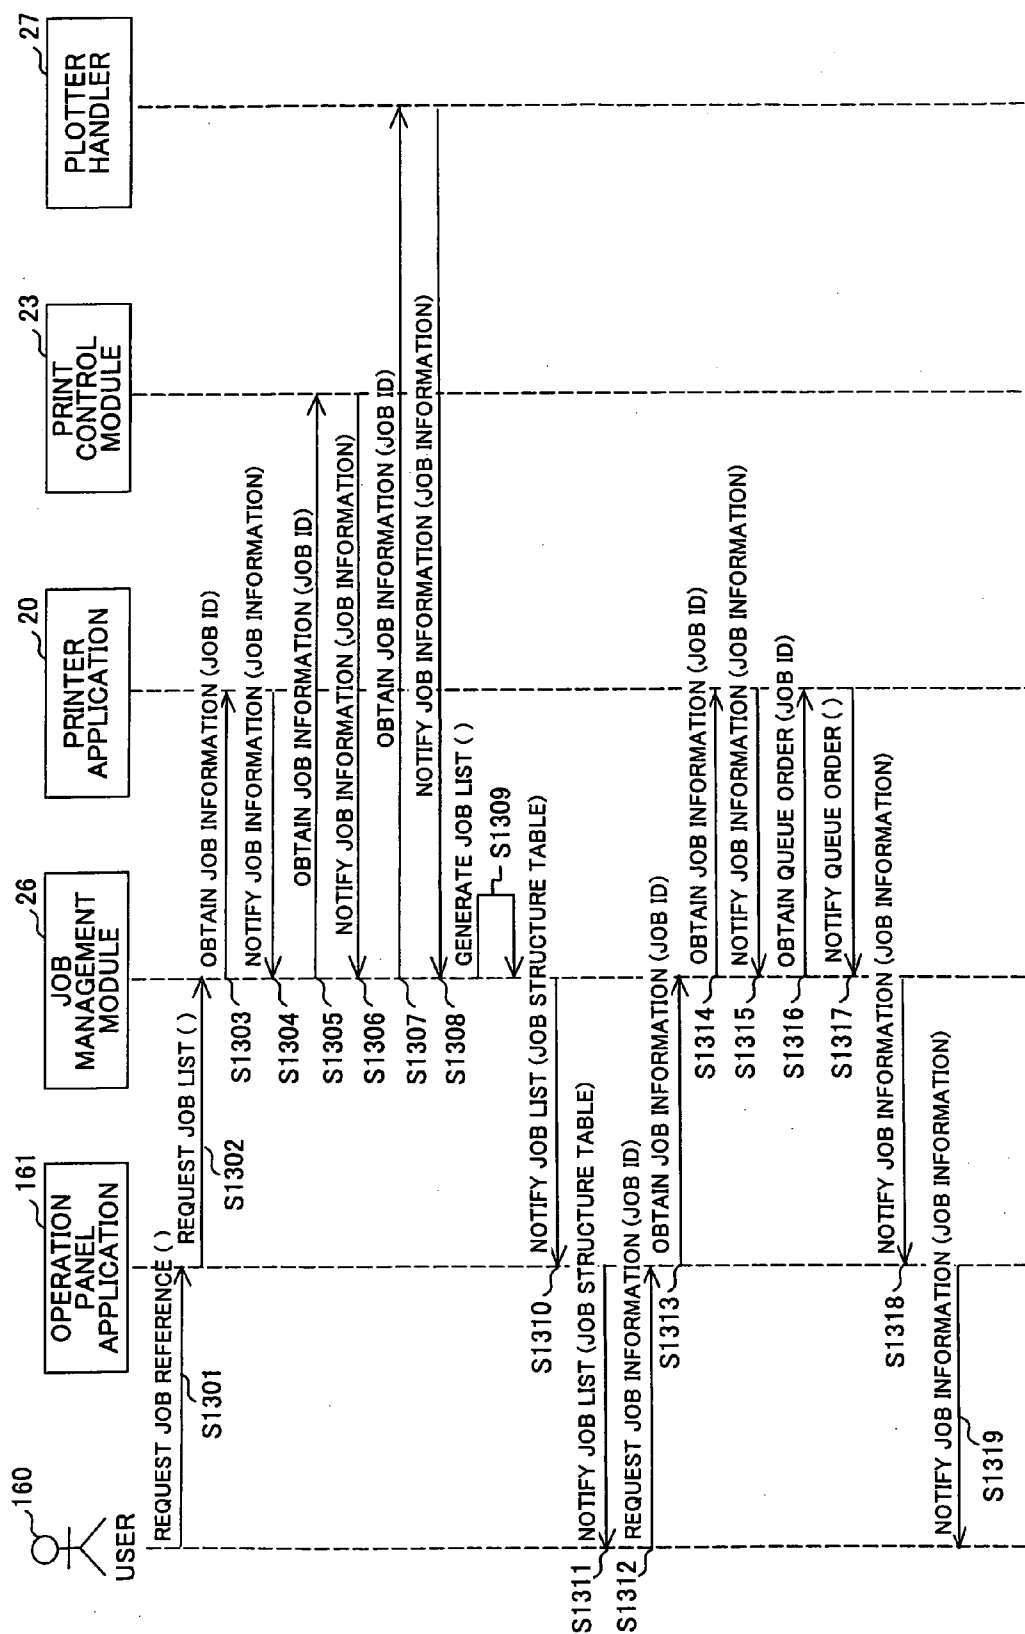 160
USER
161
OPERATION
PANEL
APPLICATION
26
JOB
MANAGEMENT
MODULE
20
PRINTER
APPLICATION
23
PRINT
CONTROL
MODULE
27
PLOTTER
HANDLER
REQUEST JOB REFERENCE ( )
S1301
REQUEST JOB LIST ( )
S1302
OBTAIN JOB INFORMATION (JOB ID)
S1303
NOTIFY JOB INFORMATION (JOB INFORMATION)
S1304
OBTAIN JOB INFORMATION (JOB ID)
S1305
NOTIFY JOB INFORMATION (JOB INFORMATION)
S1306
OBTAIN JOB INFORMATION (JOB ID)
S1307
NOTIFY JOB INFORMATION (JOB INFORMATION)
S1308
GENERATE JOB LIST ( )
S1309
NOTIFY JOB LIST (JOB STRUCTURE TABLE)
S1310
NOTIFY JOB LIST (JOB STRUCTURE TABLE)
S1311
REQUEST JOB INFORMATION (JOB ID)
S1312
OBTAIN JOB INFORMATION (JOB ID)
S1313
OBTAIN JOB INFORMATION (JOB ID)
S1314
NOTIFY JOB INFORMATION (JOB INFORMATION)
S1315
OBTAIN QUEUE ORDER (JOB ID)
S1316
NOTIFY QUEUE ORDER ( )
S1317
NOTIFY JOB INFORMATION (JOB INFORMATION)
S1318
NOTIFY JOB INFORMATION (JOB INFORMATION)
S1319